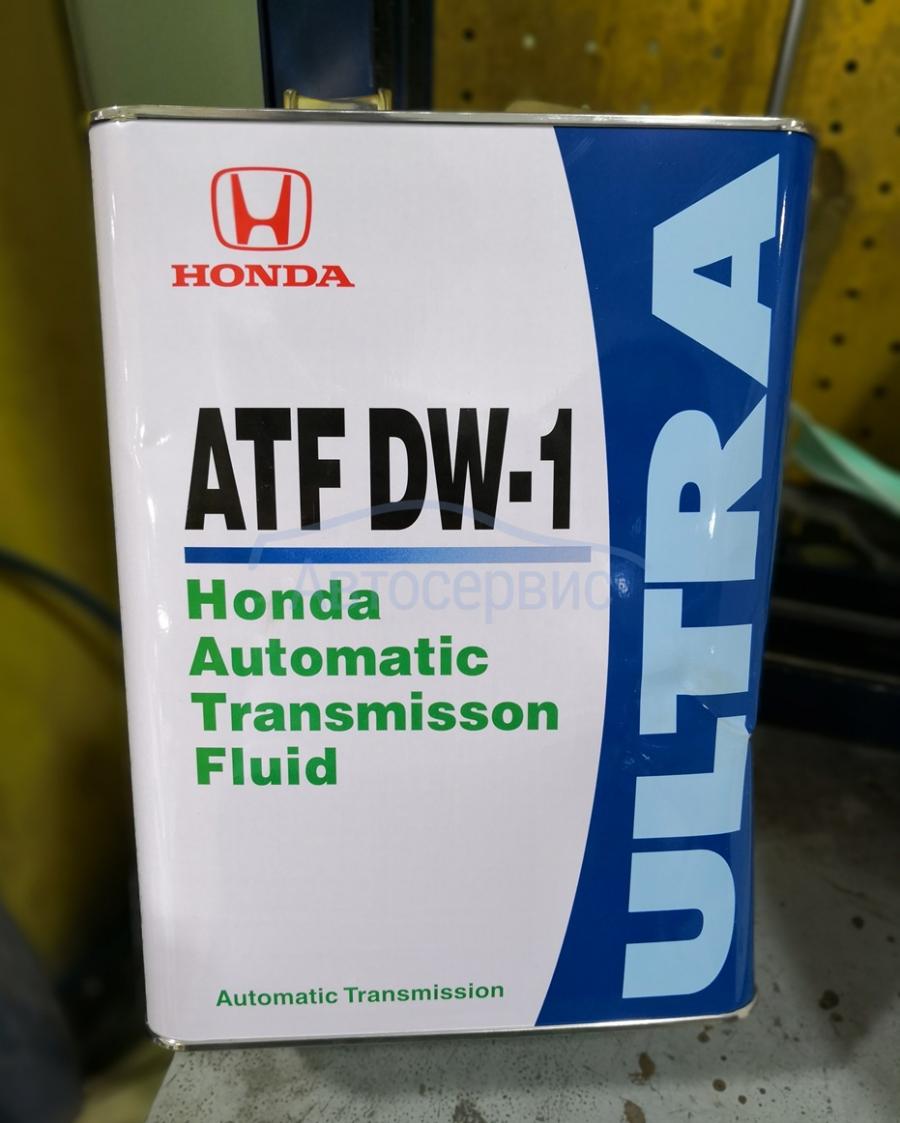 HONDA
ATF DW-1
Автосервис
Honda
Automatic
Transmisson
Fluid
Automatic Transmission
ULTRA